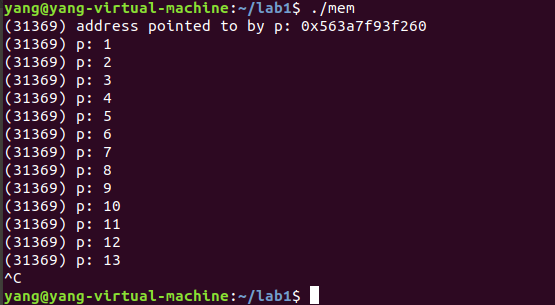 yang@yang-virtual-machine:~/lab1$ ./mem
(31369) address pointed to by p: 0x563a7f93f260
(31369) p: 1
(31369) p: 2
(31369) p: 3
(31369) p: 4
(31369) p: 5
(31369) p: 6
(31369) p: 7
(31369) p: 8
(31369) p: 9
(31369) p: 10
(31369) p: 11
(31369) p: 12
(31369) p: 13
^C
yang@yang-virtual-machine:~/lab1$